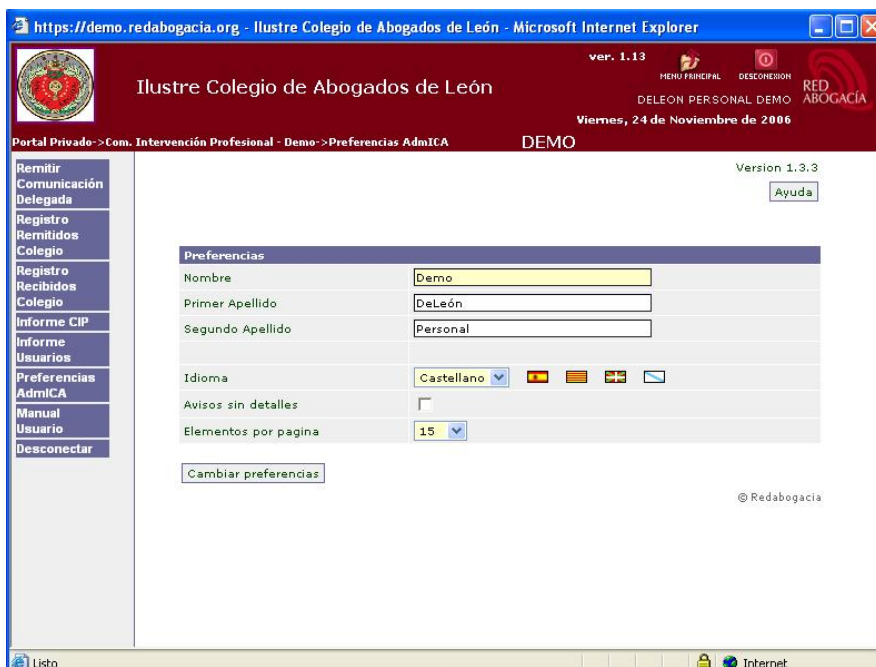 https://demo.redabogacia.org - Ilustre Colegio de Abogados de León - Microsoft Internet Explorer
ver. 1.13
MENU PRINCIPAL DESCONEXION
Ilustre Colegio de Abogados de León
RED
ABOGACÍA
DELEON PERSONAL DEMO
Viernes, 24 de Noviembre de 2006
Portal Privado->Com. Intervención Profesional - Demo->Preferencias AdmICA DEMO
Remitir
Comunicación
Delegada
Registro
Remitidos
Colegio
Registro
Recibidos
Colegio
Informe CIP
Informe
Usuarios
Preferencias
AdmICA
Manual
Usuario
Desconectar
Version 1.3.3
Ayuda
Preferencias
Nombre Demo
Primer Apellido DeLeón
Segundo Apellido Personal
Idioma Castellano
Avisos sin detalles
Elementos por pagina 15
Cambiar preferencias
© Redabogacia
Listo Internet